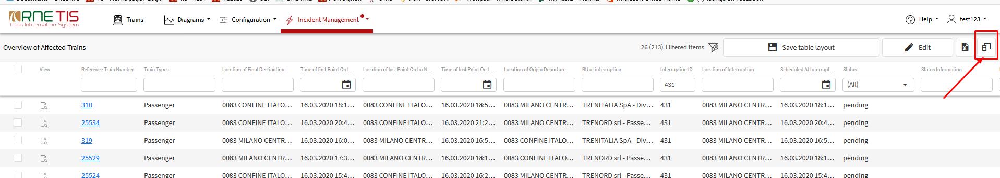 RNE TIS
Train Information System
Trains
Diagrams
Configuration
Incident Management
Help
test123
Overview of Affected Trains
26 (213) Filtered Items
Save table layout
Edit
View Reference Train Number Train Types Location of Final Destination Time of first Point On I... Location of last Point On Im N... Time of last Point On I... Location of Origin Departure RU at interruption Interruption ID Location of Interruption Scheduled At Interrupt... Status Status Information
431 (All)
310 Passenger 0083 CONFINE ITALO... 16.03.2020 18:1... 0083 CONFINE ITALO... 16.03.2020 18:5... 0083 MILANO CENTR... TRENITALIA SpA - Div... 431 0083 MILANO CENTR... 16.03.2020 18:1... pending
25534 Passenger 0083 CONFINE ITALO... 16.03.2020 20:4... 0083 CONFINE ITALO... 16.03.2020 21:2... 0083 MILANO CENTR... TRENORD srl - Passe... 431 0083 MILANO CENTR... 16.03.2020 20:4... pending
319 Passenger 0083 MILANO CENTR... 16.03.2020 16:0... 0083 MILANO CENTR... 16.03.2020 16:5... 0083 CONFINE ITALO... TRENITALIA SpA - Div... 431 0083 MILANO CENTR... 16.03.2020 16:5... pending
25529 Passenger 0083 MILANO CENTR... 16.03.2020 17:3... 0083 MILANO CENTR... 16.03.2020 18:1... 0083 CONFINE ITALO... TRENORD srl - Passe... 431 0083 MILANO CENTR... 16.03.2020 18:1... pending
25524 Passenger 0083 CONFINE ITALO... 16.03.2020 15:4... 0083 CONFINE ITALO... 16.03.2020 16:2... 0083 MILANO CENTR... TRENORD srl - Passe... 431 0083 MILANO CENTR... 16.03.2020 15:4... pending